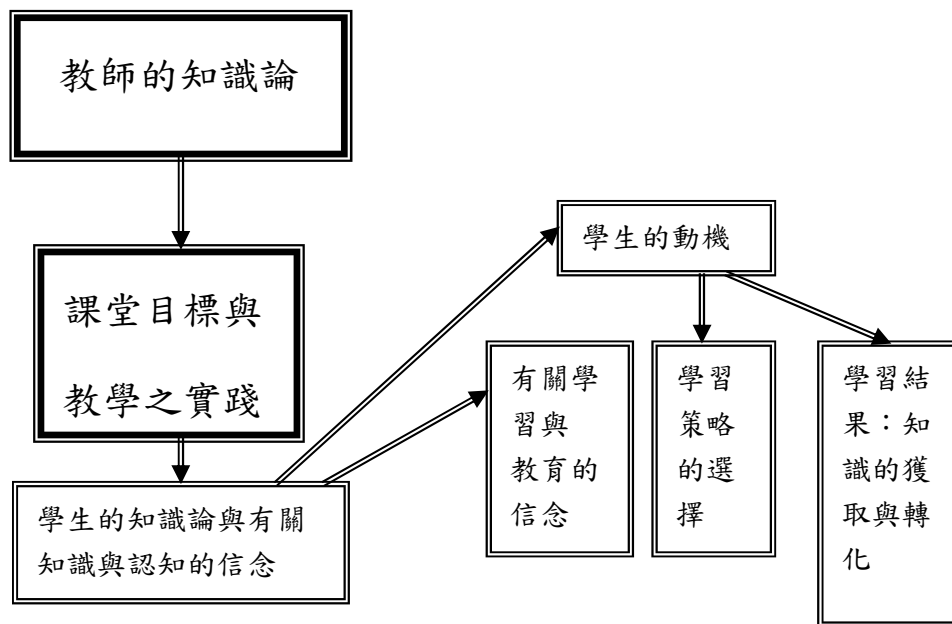 教師的知識論
課堂目標與
教學之實踐
學生的知識論與有關
知識與認知的信念
學生的動機
有關學
習與
教育的
信念
學習
策略
的選
擇
學習結
果：知
識的獲
取與轉
化